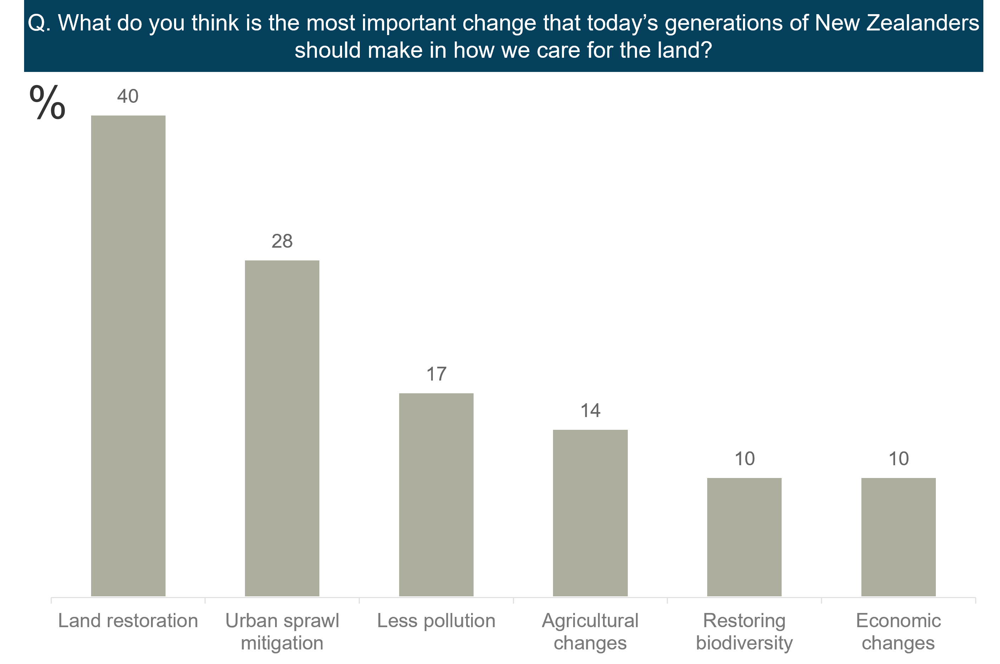 Q. What do you think is the most important change that today’s generations of New Zealanders
should make in how we care for the land?
%
40
28
17
14
10
10
Land restoration
Urban sprawl
mitigation
Less pollution
Agricultural
changes
Restoring
biodiversity
Economic
changes